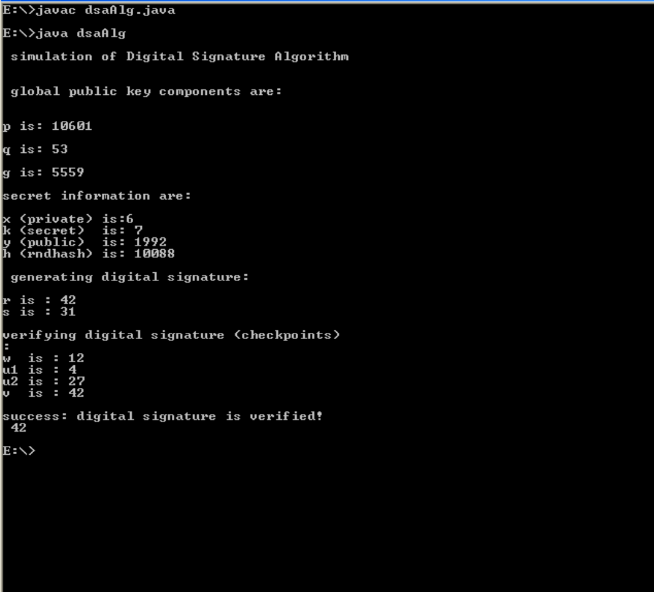 E:\>javac dsaAlg.java
E:\>java dsaAlg
simulation of Digital Signature Algorithm
global public key components are:
p is: 10601
q is: 53
g is: 5559
secret information are:
x (private) is:6
k (secret)  is: 7
y (public)  is: 1992
h (rndhash) is: 10088
generating digital signature:
r is : 42
s is : 31
verifying digital signature (checkpoints)
:
w  is : 12
u1 is : 4
u2 is : 27
v  is : 42
success: digital signature is verified!
42
E:\>